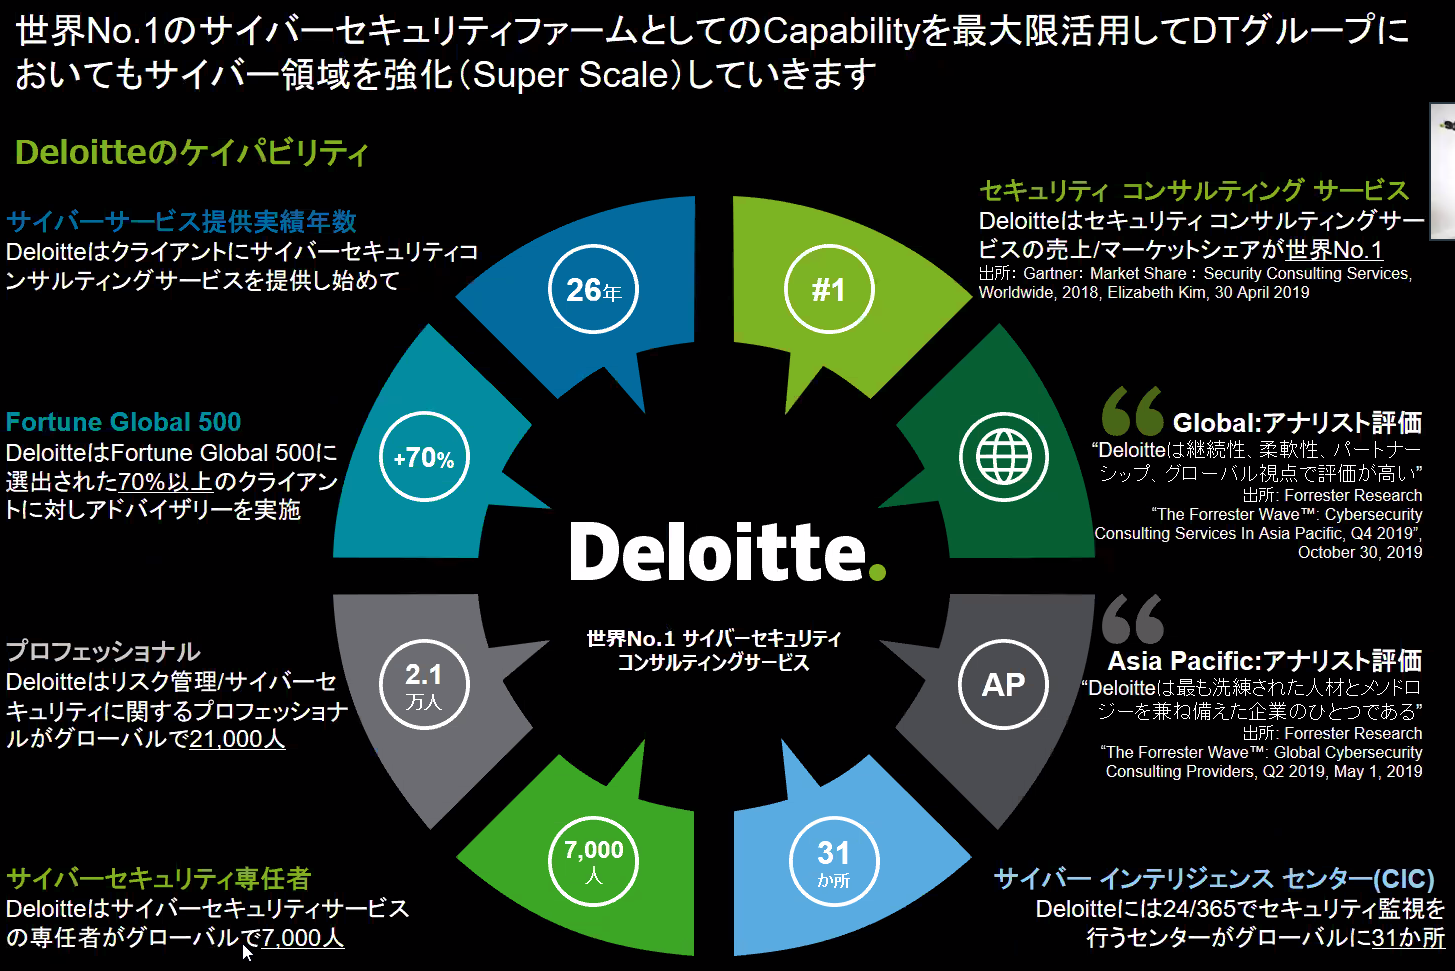 世界No.1のサイバーセキュリティファームとしてのCapabilityを最大限活用してDTグループに
おいてもサイバー領域を強化（Super Scale）していきます
Deloitteのケイパビリティ
サイバーサービス提供実績年数
Deloitteはクライアントにサイバーセキュリティコ
ンサルティングサービスを提供し始めて
26年
#1
セキュリティ コンサルティング サービス
Deloitteはセキュリティ コンサルティングサー
ビスの売上/マーケットシェアが世界No.1
出所： Gartner： Market Share： Security Consulting Services,
Worldwide, 2018, Elizabeth Kim, 30 April 2019
Fortune Global 500
DeloitteはFortune Global 500に
選出された70%以上のクライアン
トに対しアドバイザリーを実施
+70%
Global:アナリスト評価
“Deloitteは継続性、柔軟性、パートナー
シップ、グローバル視点で評価が高い”
出所: Forrester Research
“The Forrester Wave™: Cybersecurity
Consulting Services In Asia Pacific, Q4 2019”,
October 30, 2019
Deloitte.
世界No.1 サイバーセキュリティ
コンサルティングサービス
プロフェッショナル
Deloitteはリスク管理/サイバーセ
キュリティに関するプロフェッショナ
ルがグローバルで21,000人
2.1
万人
AP
Asia Pacific:アナリスト評価
“Deloitteは最も洗練された人材とメソドロ
ジーを兼ね備えた企業のひとつである”
出所: Forrester Research
“The Forrester Wave™: Global Cybersecurity
Consulting Providers, Q2 2019, May 1, 2019
サイバーセキュリティ専任者
Deloitteはサイバーセキュリティサービス
の専任者がグローバルで7,000人
7,000
人
31
か所
サイバー インテリジェンス センター(CIC)
Deloitteには24/365でセキュリティ監視を
行うセンターがグローバルに31か所